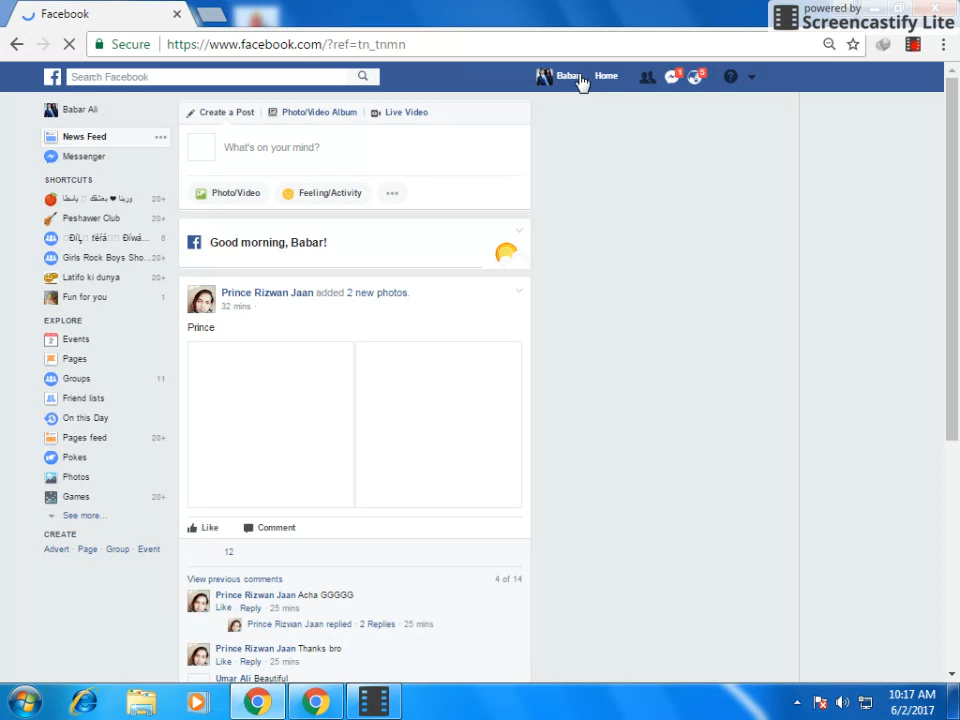 Facebook
powered by
Screencastify Lite
Secure
https://www.facebook.com/?ref=tn_tnmn
Search Facebook
Babar
Home
1
5
Babar Ali
News Feed
Messenger
SHORTCUTS
20+
Peshawer Club 20+
6
Girls Rock Boys Sho... 20+
Latifo ki dunya 20+
Fun for you 1
EXPLORE
2 Events
Pages
Groups 11
Friend lists
On this Day
Pages feed 20+
Pokes
Photos
Games 20+
See more...
CREATE
Advert · Page · Group · Event
Create a Post
Photo/Video Album
Live Video
What's on your mind?
Photo/Video
Feeling/Activity
Good morning, Babar!
Prince Rizwan Jaan added 2 new photos.
32 mins ·
Prince
Like
Comment
12
View previous comments
4 of 14
Prince Rizwan Jaan Acha GGGGG
Like · Reply · 25 mins
Prince Rizwan Jaan replied · 2 Replies · 25 mins
Prince Rizwan Jaan Thanks bro
Like · Reply · 25 mins
Umar Ali Beautiful
10:17 AM
6/2/2017